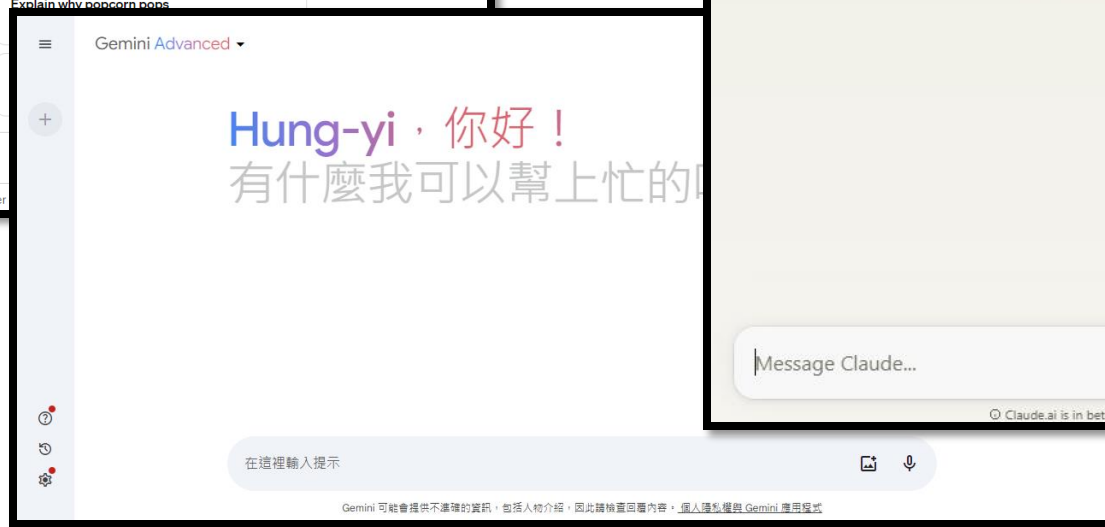 Explain why popcorn pops
Gemini Advanced
Hung-yi，你好！
有什麼我可以幫上忙的
Message Claude...
Claude.ai is in bet
在這裡輸入提示
Gemini 可能會提供不準確的資訊，包括人物介紹，因此請檢查回覆內容。個人隱私權與 Gemini 應用程式